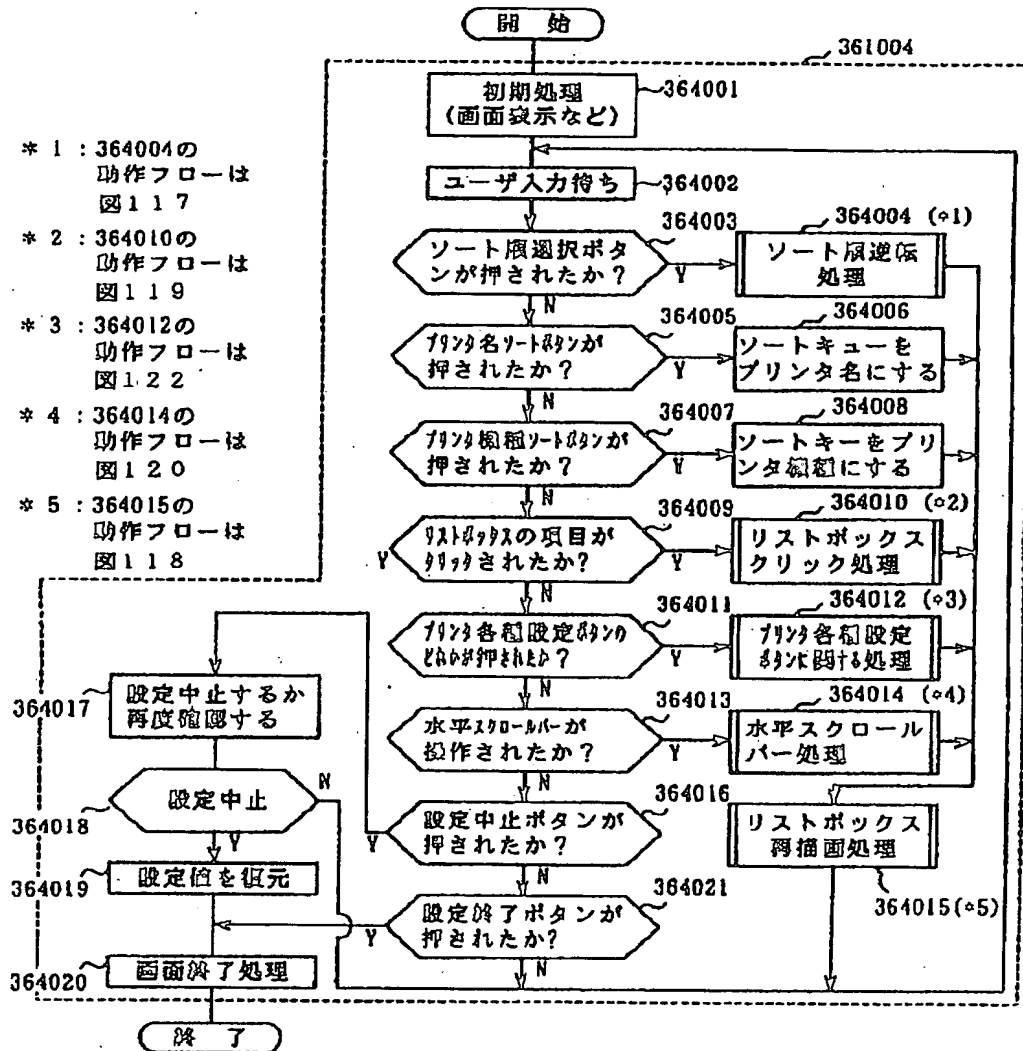 開 始
361004
初期処理
(画面表示など)
364001
ユーザ入力待ち
364002
* 1 : 364004の
動作フローは
図117
* 2 : 364010の
動作フローは
図119
* 3 : 364012の
動作フローは
図122
* 4 : 364014の
動作フローは
図120
* 5 : 364015の
動作フローは
図118
364003
ソート順選択ボタ
ンが押されたか?
Y
N
364004 (*1)
ソート順逆転
処理
364005
プリンタ名ソートボタンが
押されたか?
Y
N
364006
ソートキューを
プリンタ名にする
364007
プリンタ機種ソートボタンが
押されたか?
Y
N
364008
ソートキーをプリ
ンタ機種にする
364009
リストボックスの項目が
クリックされたか?
Y
Y
N
364010 (*2)
リストボックス
クリック処理
364011
プリンタ各種設定ボタンの
どれかが押されたか?
Y
N
364012 (*3)
プリンタ各種設定
ボタンに関する処理
364013
水平スクロールバーが
操作されたか?
Y
N
364014 (*4)
水平スクロール
バー処理
364016
設定中止ボタンが
押されたか?
Y
N
リストボックス
再描画処理
364015(*5)
364017
設定中止するか
再度確認する
364018
設定中止
N
Y
364019
設定値を復元
364021
設定終了ボタンが
押されたか?
Y
N
364020
画面終了処理
終 了